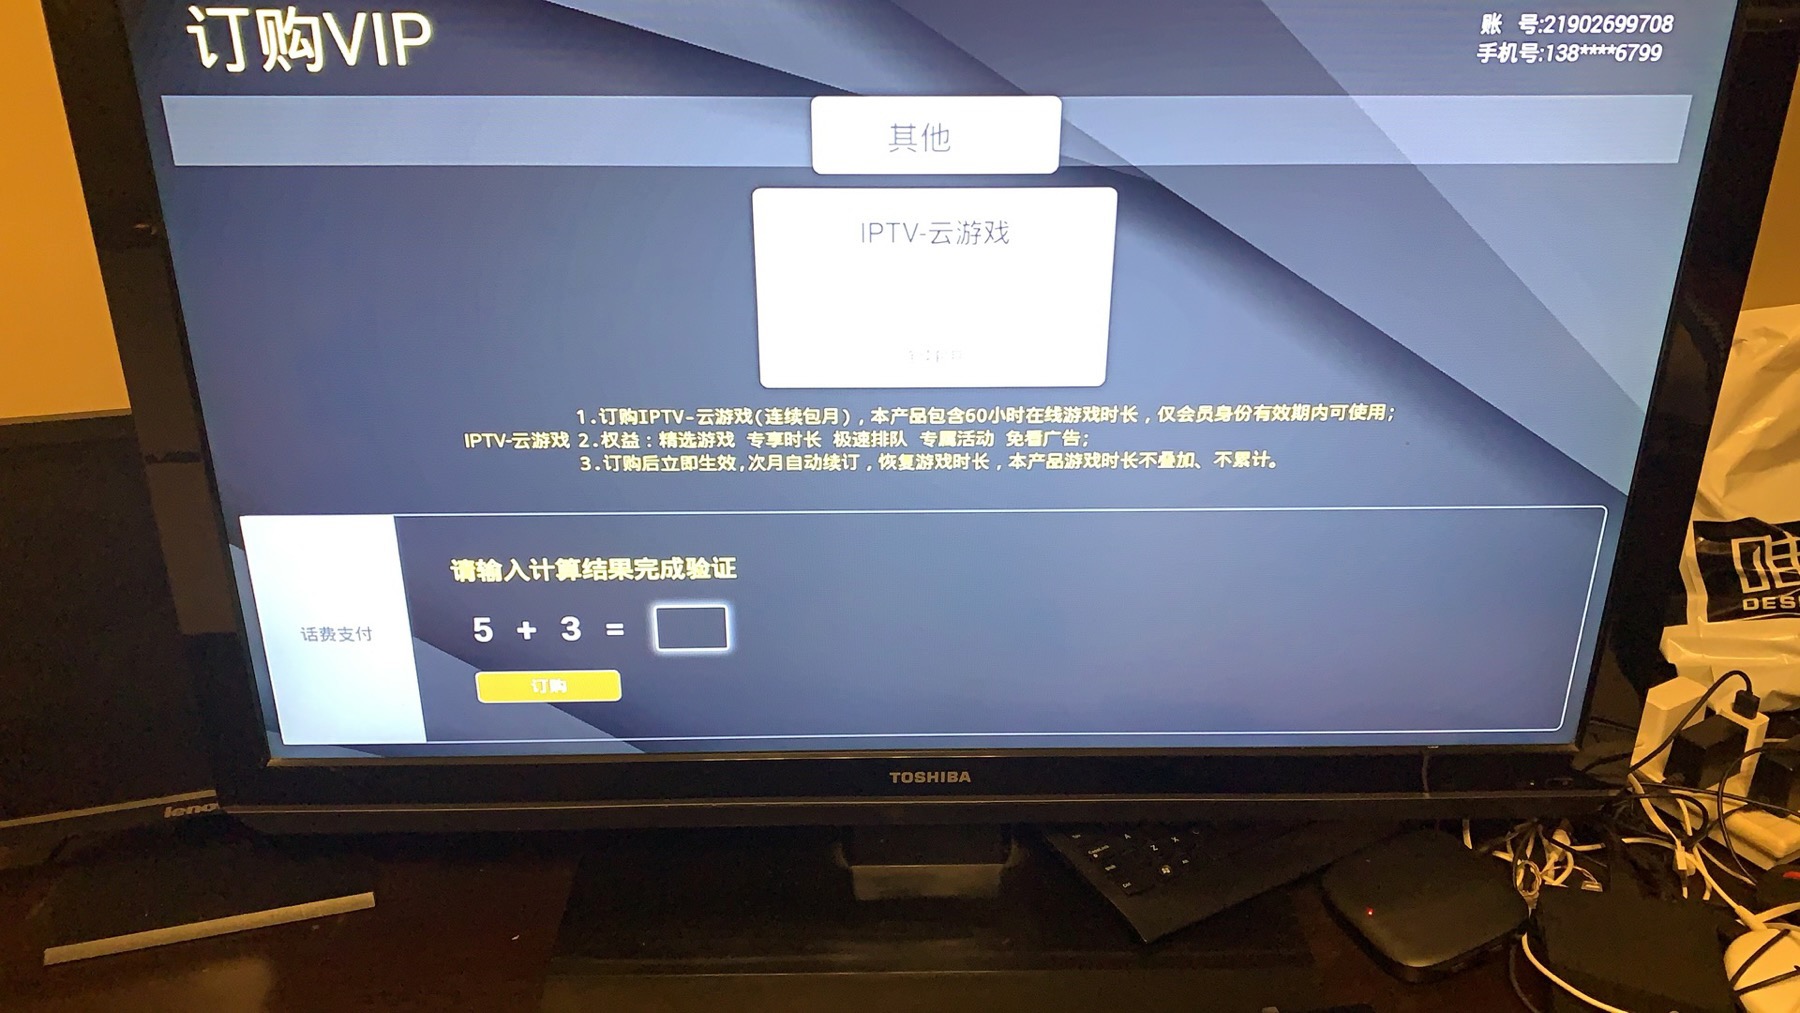 订购VIP
账 号:21902699708
手机号:138****6799
其他
IPTV-云游戏
1.订购IPTV-云游戏(连续包月)，本产品包含60小时在线游戏时长，仅会员身份有效期内可使用；
IPTV-云游戏 2.权益：精选游戏 专享时长 极速排队 专属活动 免看广告；
3.订购后立即生效,次月自动续订，恢复游戏时长，本产品游戏时长不叠加、不累计。
请输入计算结果完成验证
5 + 3 =
话费支付
订购
TOSHIBA